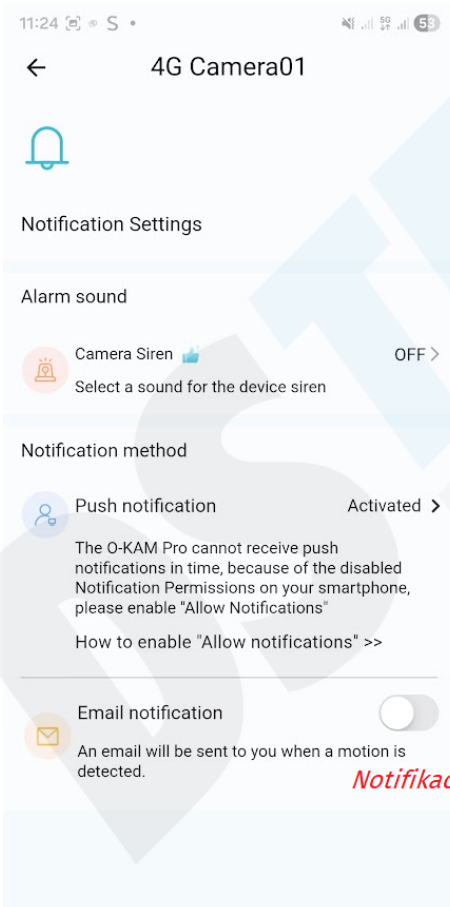 11:24 S
5G 53
4G Camera01
Notification Settings
Alarm sound
Camera Siren OFF
Select a sound for the device siren
Notification method
Push notification Activated
The O-KAM Pro cannot receive push
notifications in time, because of the disabled
Notification Permissions on your smartphone,
please enable "Allow Notifications"
How to enable "Allow notifications" >>
Email notification
An email will be sent to you when a motion is
detected.
Notifikac